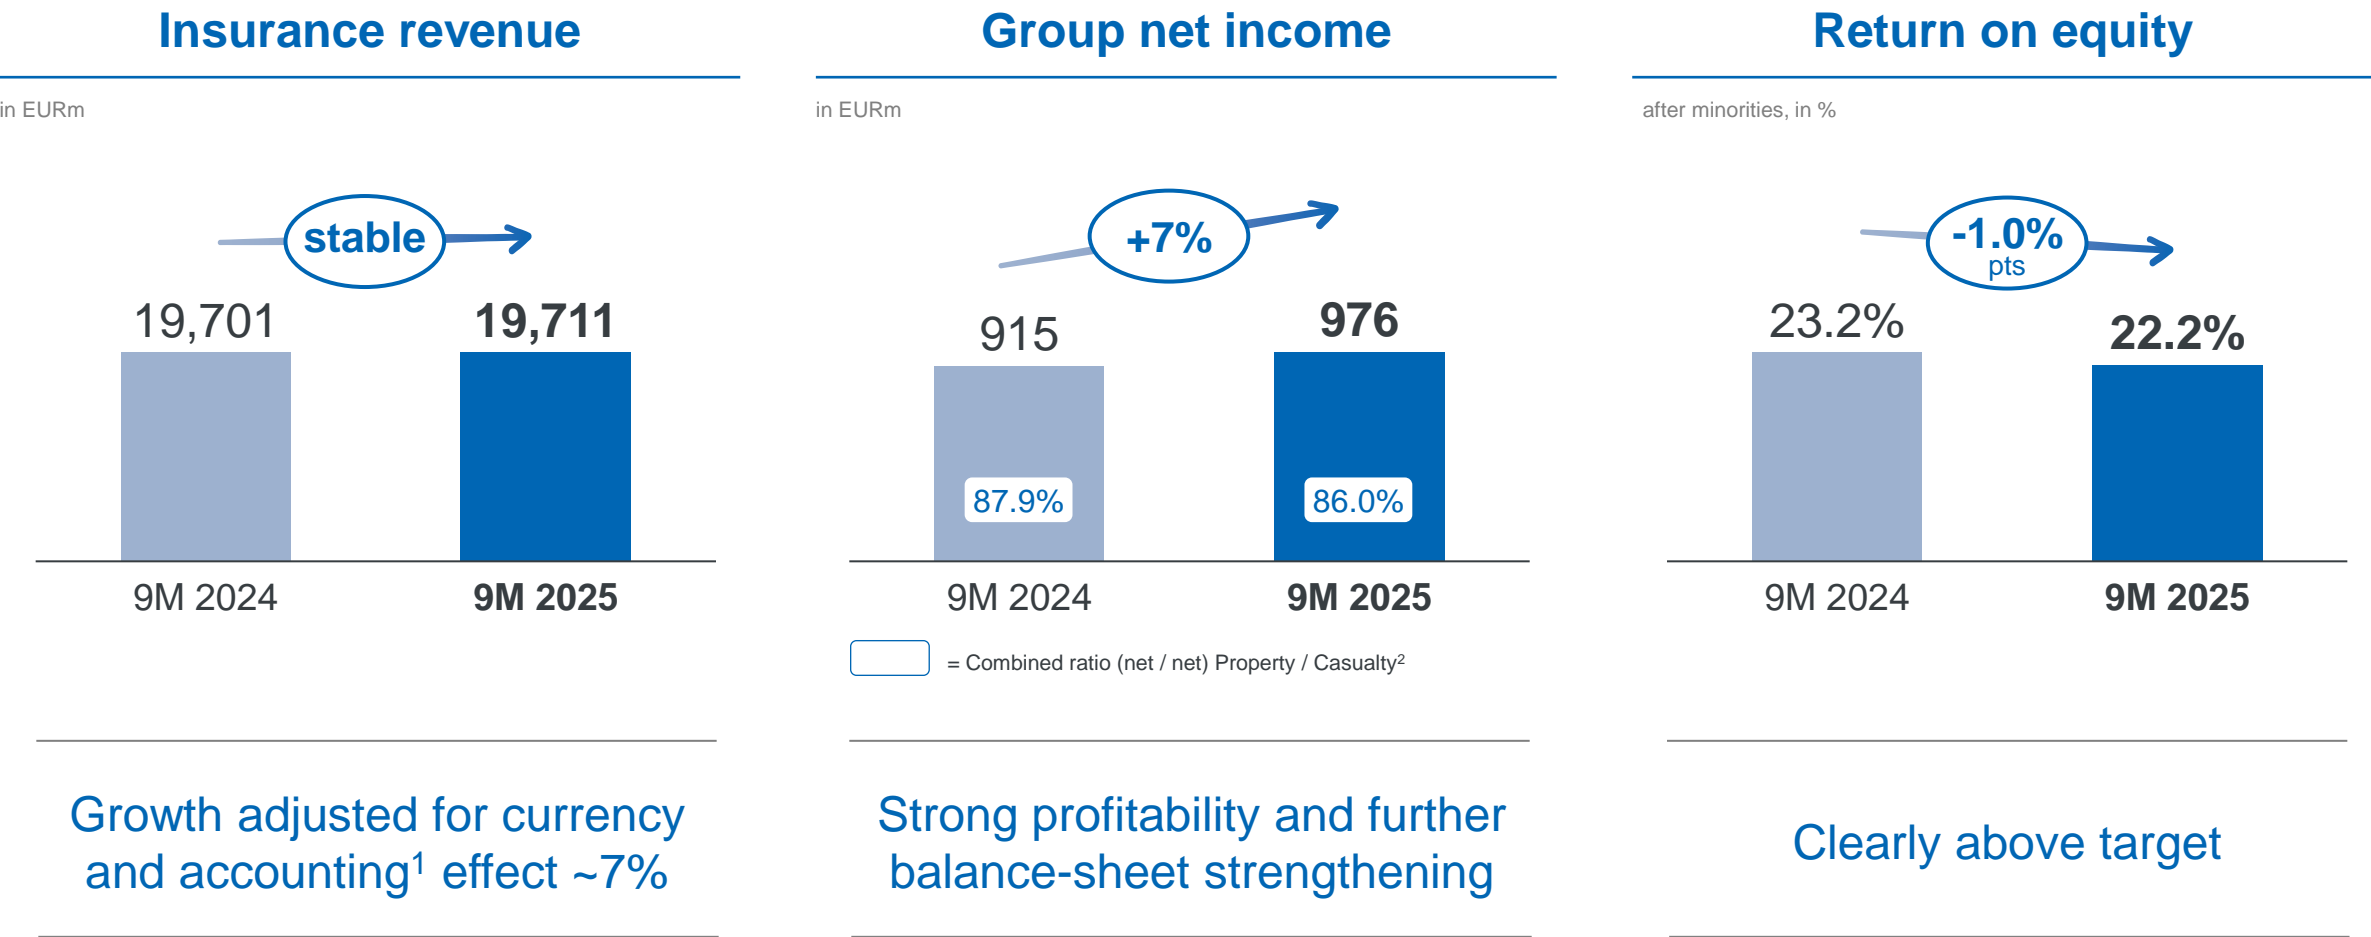 Insurance revenue
in EURm
stable
19,701
19,711
9M 2024
9M 2025
Growth adjusted for currency
and accounting¹ effect ~7%
Group net income
in EURm
+7%
915
976
87.9%
86.0%
9M 2024
9M 2025
= Combined ratio (net / net) Property / Casualty²
Strong profitability and further
balance-sheet strengthening
Return on equity
after minorities, in %
-1.0%
pts
23.2%
22.2%
9M 2024
9M 2025
Clearly above target